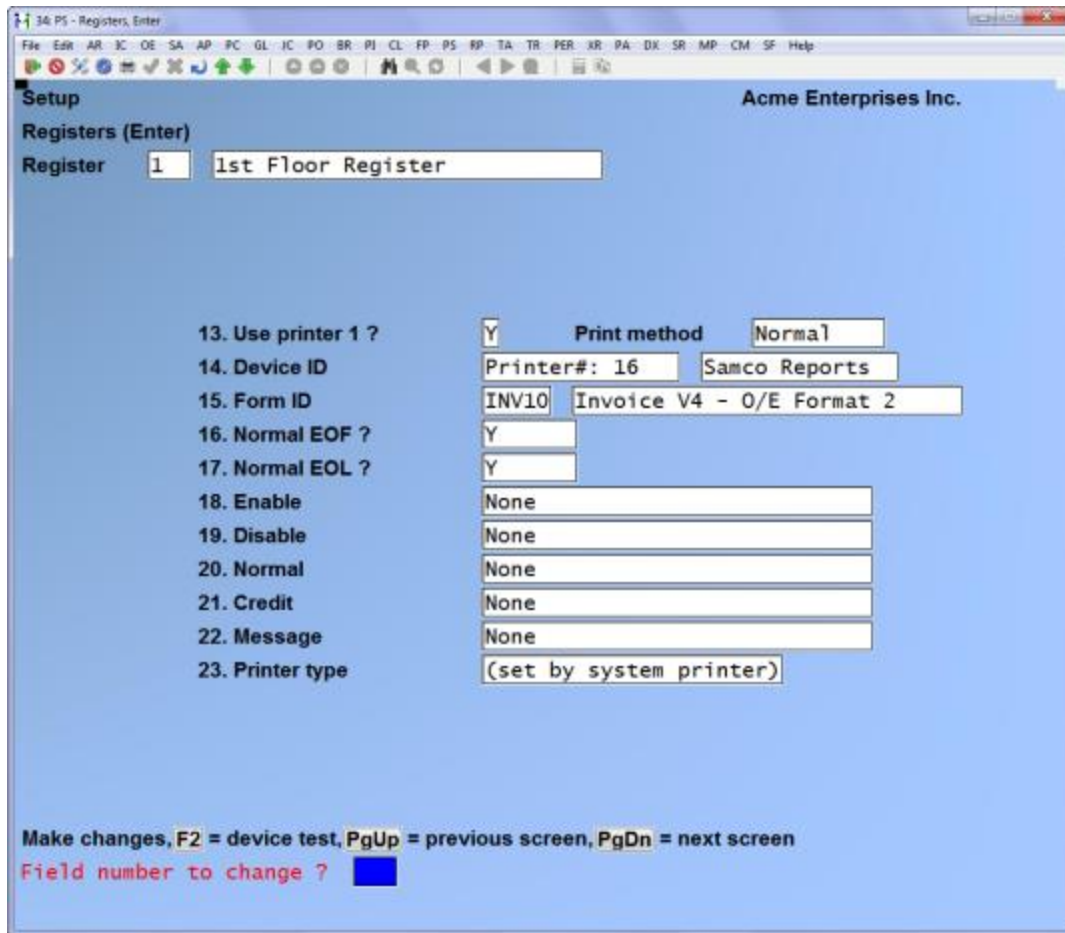 34: PS - Registers, Enter
File Edit AR IC OE SA AP PC GL JC PO BR PI CL FP PS RP TA TR PER XR PA DX SR MP CM SF Help
Setup Acme Enterprises Inc.
Registers (Enter)
Register 1 1st Floor Register
13. Use printer 1 ? Y Print method Normal
14. Device ID Printer#: 16 Samco Reports
15. Form ID INV10 Invoice V4 - O/E Format 2
16. Normal EOF ? Y
17. Normal EOL ? Y
18. Enable None
19. Disable None
20. Normal None
21. Credit None
22. Message None
23. Printer type (set by system printer)
Make changes, F2 = device test, PgUp = previous screen, PgDn = next screen
Field number to change ?